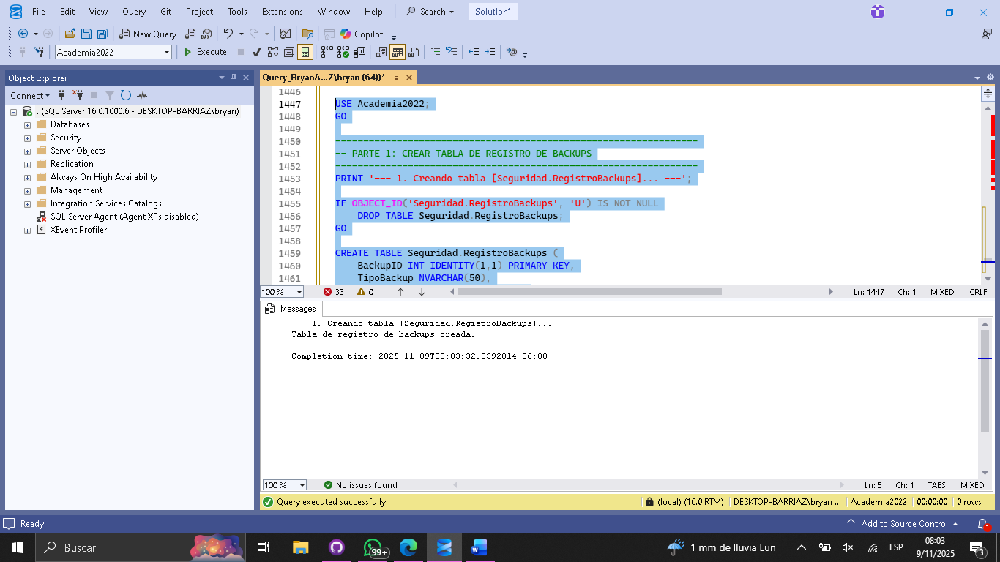 File Edit View Query Git Project Tools Extensions Window Help Search Solution1
New Query Copilot
Academia2022 Execute
Object Explorer
Query_BryanA...Z\bryan (64))*
Connect
. (SQL Server 16.0.1000.6 - DESKTOP-BARRIAZ\bryan)
Databases
Security
Server Objects
Replication
Always On High Availability
Management
Integration Services Catalogs
SQL Server Agent (Agent XPs disabled)
XEvent Profiler
1446
1447 USE Academia2022;
1448 GO
1449
1450 -----------------------------------------------------------------
1451 -- PARTE 1: CREAR TABLA DE REGISTRO DE BACKUPS
1452 -----------------------------------------------------------------
1453 PRINT '--- 1. Creando tabla [Seguridad.RegistroBackups]... ---';
1454
1455 IF OBJECT_ID('Seguridad.RegistroBackups', 'U') IS NOT NULL
1456 DROP TABLE Seguridad.RegistroBackups;
1457 GO
1458
1459 CREATE TABLE Seguridad.RegistroBackups (
1460 BackupID INT IDENTITY(1,1) PRIMARY KEY,
1461 TipoBackup NVARCHAR(50),
100 % 33 0 Ln: 1447 Ch: 1 MIXED CRLF
Messages
--- 1. Creando tabla [Seguridad.RegistroBackups]... ---
Tabla de registro de backups creada.
Completion time: 2025-11-09T08:03:32.8392814-06:00
100 % No issues found Ln: 5 Ch: 1 TABS MIXED
Query executed successfully. (local) (16.0 RTM) DESKTOP-BARRIAZ\bryan ... Academia2022 00:00:00 0 rows
Ready Add to Source Control 1
Buscar 99+ 1 mm de lluvia Lun ESP 08:03
9/11/2025 3